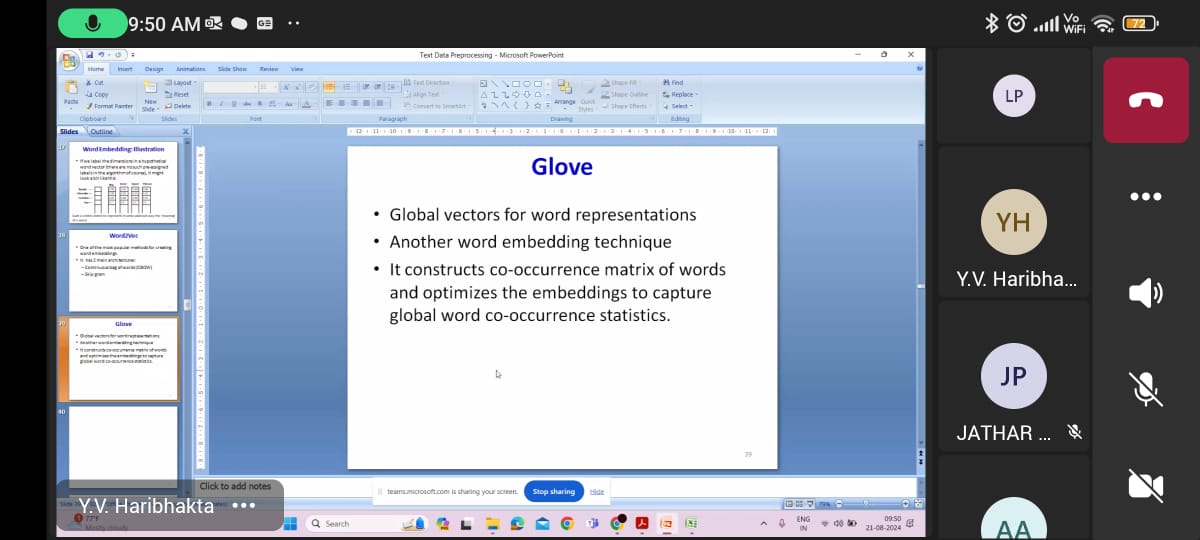 9:50 AM
Vo
WiFi
72
Text Data Preprocessing - Microsoft PowerPoint
Home Insert Design Animations Slide Show Review View
Cut
Copy
Format Painter
Paste
Clipboard
New
Slide
Layout
Reset
Delete
Slides
Font
Text Direction
Align Text
Convert to SmartArt
Paragraph
Arrange Quick
Styles
Shape Fill
Shape Outline
Shape Effects
Drawing
Find
Replace
Select
Editing
Slides Outline
Word Embedding: Illustration
38
Word2Vec
• One of the most popular methods for creating
word embeddings.
• It has 2 main architectures:
– Continuous bag of words (CBOW)
– Skip gram
39
Glove
• Global vectors for word representations
• Another word embedding technique
• It constructs co-occurrence matrix of words
and optimizes the embeddings to capture
global word co-occurrence statistics.
40
Glove
• Global vectors for word representations
• Another word embedding technique
• It constructs co-occurrence matrix of words
and optimizes the embeddings to capture
global word co-occurrence statistics.
39
Click to add notes
teams.microsoft.com is sharing your screen.
Stop sharing
Hide
Y.V. Haribhakta
77°F
Mostly cloudy
Search
ENG
IN
09:50
21-08-2024
LP
YH
Y.V. Haribha...
JP
JATHAR ...
AA